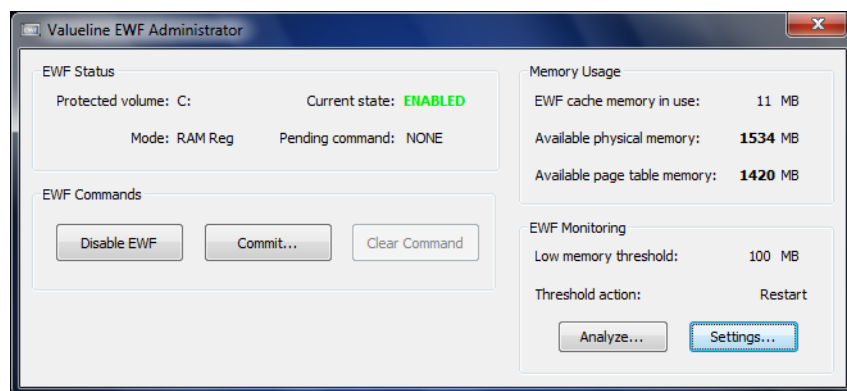 Valueline EWF Administrator
EWF Status
Protected volume: C: Current state: ENABLED
Mode: RAM Reg Pending command: NONE
EWF Commands
Disable EWF Commit... Clear Command
Memory Usage
EWF cache memory in use: 11 MB
Available physical memory: 1534 MB
Available page table memory: 1420 MB
EWF Monitoring
Low memory threshold: 100 MB
Threshold action: Restart
Analyze... Settings...